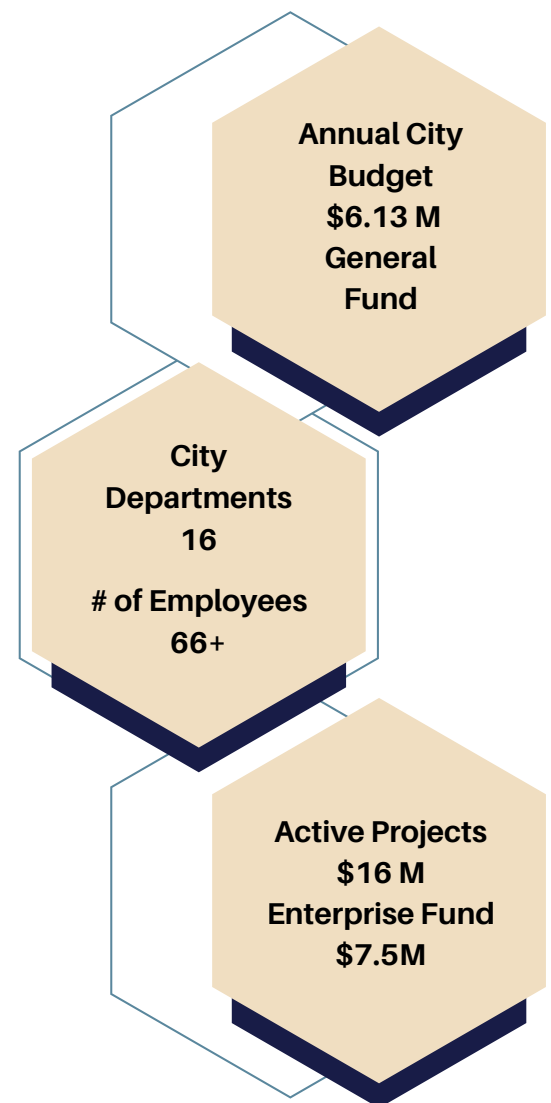 Annual City
Budget
$6.13 M
General
Fund
City
Departments
16
# of Employees
66+
Active Projects
$16 M
Enterprise Fund
$7.5M